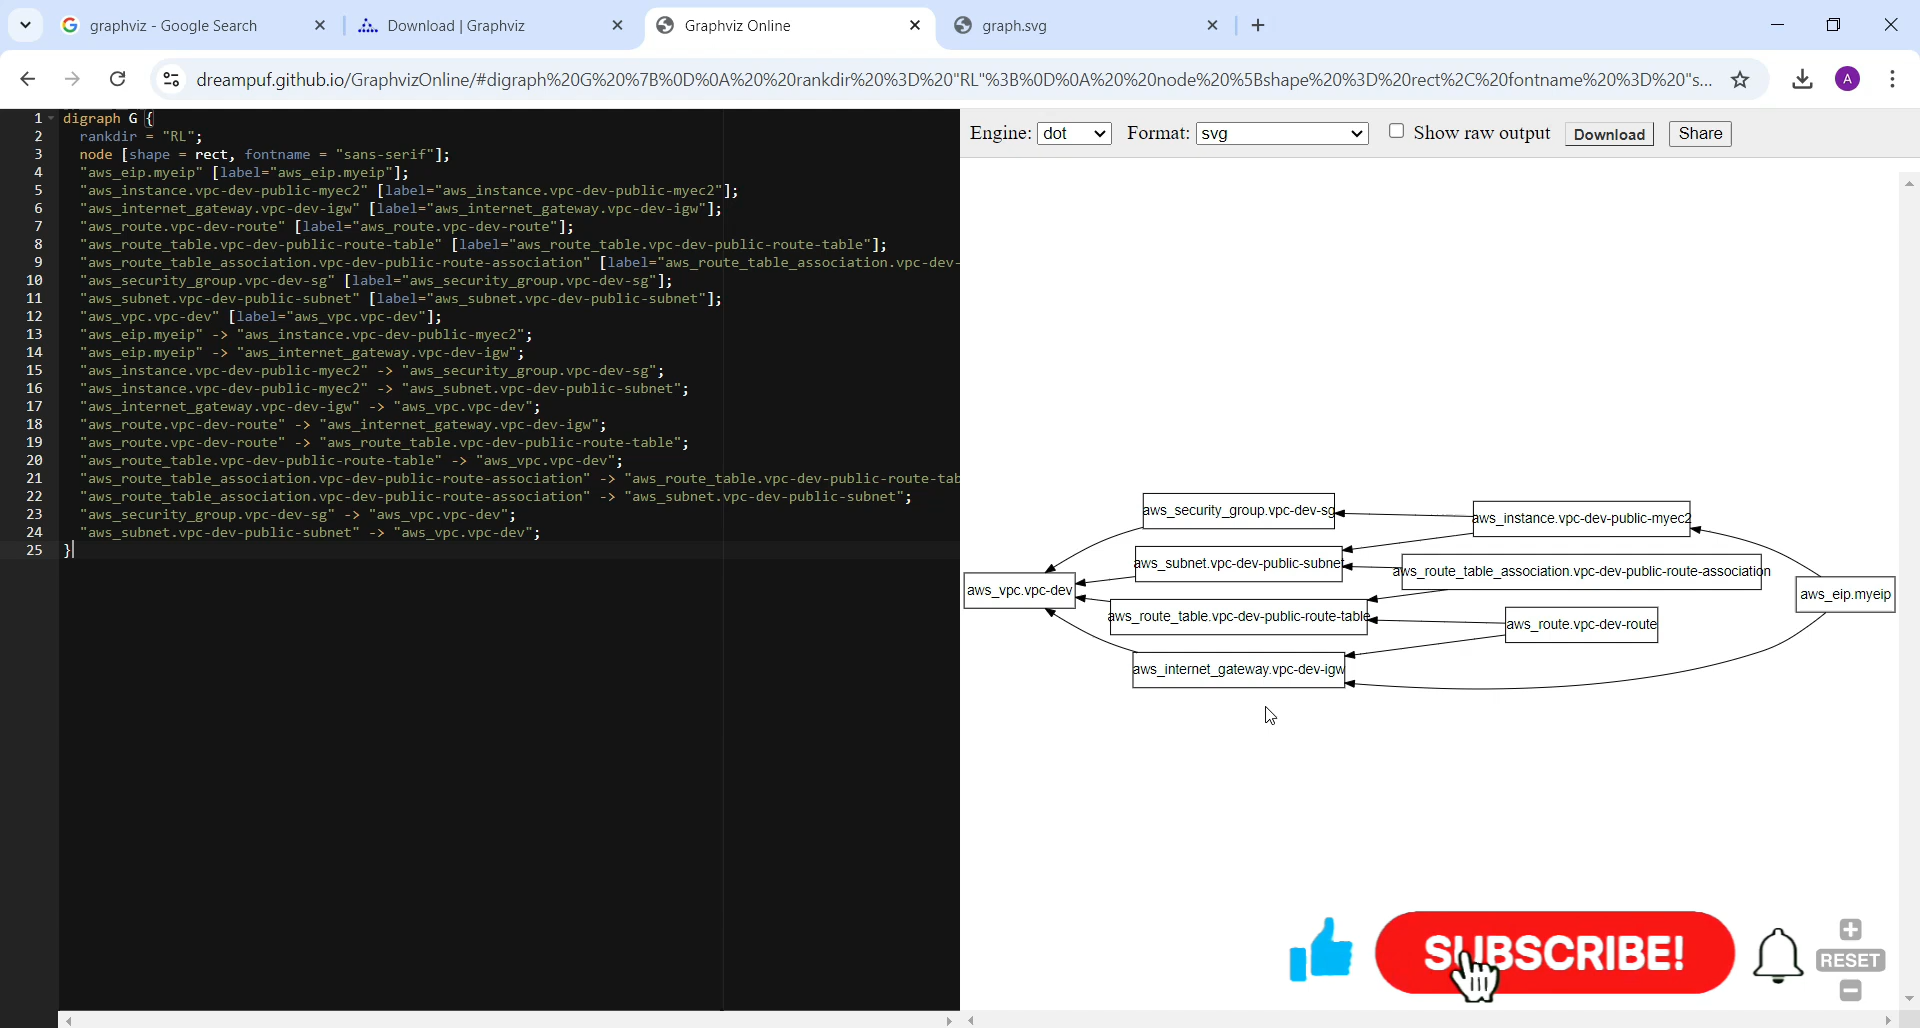 graphviz - Google Search
Download | Graphviz
Graphviz Online
graph.svg
dreampuf.github.io/GraphvizOnline/#digraph%20G%20%7B%0D%0A%20%20rankdir%20%3D%20"RL"%3B%0D%0A%20%20node%20%5Bshape%20%3D%20rect%2C%20fontname%20%3D%20"s...
A
1 digraph G {
2 rankdir = "RL";
3 node [shape = rect, fontname = "sans-serif"];
4 "aws_eip.myeip" [label="aws_eip.myeip"];
5 "aws_instance.vpc-dev-public-myec2" [label="aws_instance.vpc-dev-public-myec2"];
6 "aws_internet_gateway.vpc-dev-igw" [label="aws_internet_gateway.vpc-dev-igw"];
7 "aws_route.vpc-dev-route" [label="aws_route.vpc-dev-route"];
8 "aws_route_table.vpc-dev-public-route-table" [label="aws_route_table.vpc-dev-public-route-table"];
9 "aws_route_table_association.vpc-dev-public-route-association" [label="aws_route_table_association.vpc-dev-
10 "aws_security_group.vpc-dev-sg" [label="aws_security_group.vpc-dev-sg"];
11 "aws_subnet.vpc-dev-public-subnet" [label="aws_subnet.vpc-dev-public-subnet"];
12 "aws_vpc.vpc-dev" [label="aws_vpc.vpc-dev"];
13 "aws_eip.myeip" -> "aws_instance.vpc-dev-public-myec2";
14 "aws_eip.myeip" -> "aws_internet_gateway.vpc-dev-igw";
15 "aws_instance.vpc-dev-public-myec2" -> "aws_security_group.vpc-dev-sg";
16 "aws_instance.vpc-dev-public-myec2" -> "aws_subnet.vpc-dev-public-subnet";
17 "aws_internet_gateway.vpc-dev-igw" -> "aws_vpc.vpc-dev";
18 "aws_route.vpc-dev-route" -> "aws_internet_gateway.vpc-dev-igw";
19 "aws_route.vpc-dev-route" -> "aws_route_table.vpc-dev-public-route-table";
20 "aws_route_table.vpc-dev-public-route-table" -> "aws_vpc.vpc-dev";
21 "aws_route_table_association.vpc-dev-public-route-association" -> "aws_route_table.vpc-dev-public-route-tab
22 "aws_route_table_association.vpc-dev-public-route-association" -> "aws_subnet.vpc-dev-public-subnet";
23 "aws_security_group.vpc-dev-sg" -> "aws_vpc.vpc-dev";
24 "aws_subnet.vpc-dev-public-subnet" -> "aws_vpc.vpc-dev";
25 }
Engine: dot Format: svg Show raw output Download Share
aws_security_group.vpc-dev-sg
aws_instance.vpc-dev-public-myec2
aws_subnet.vpc-dev-public-subnet
aws_route_table_association.vpc-dev-public-route-association
aws_vpc.vpc-dev
aws_eip.myeip
aws_route_table.vpc-dev-public-route-table
aws_route.vpc-dev-route
aws_internet_gateway.vpc-dev-igw
SUBSCRIBE!
RESET